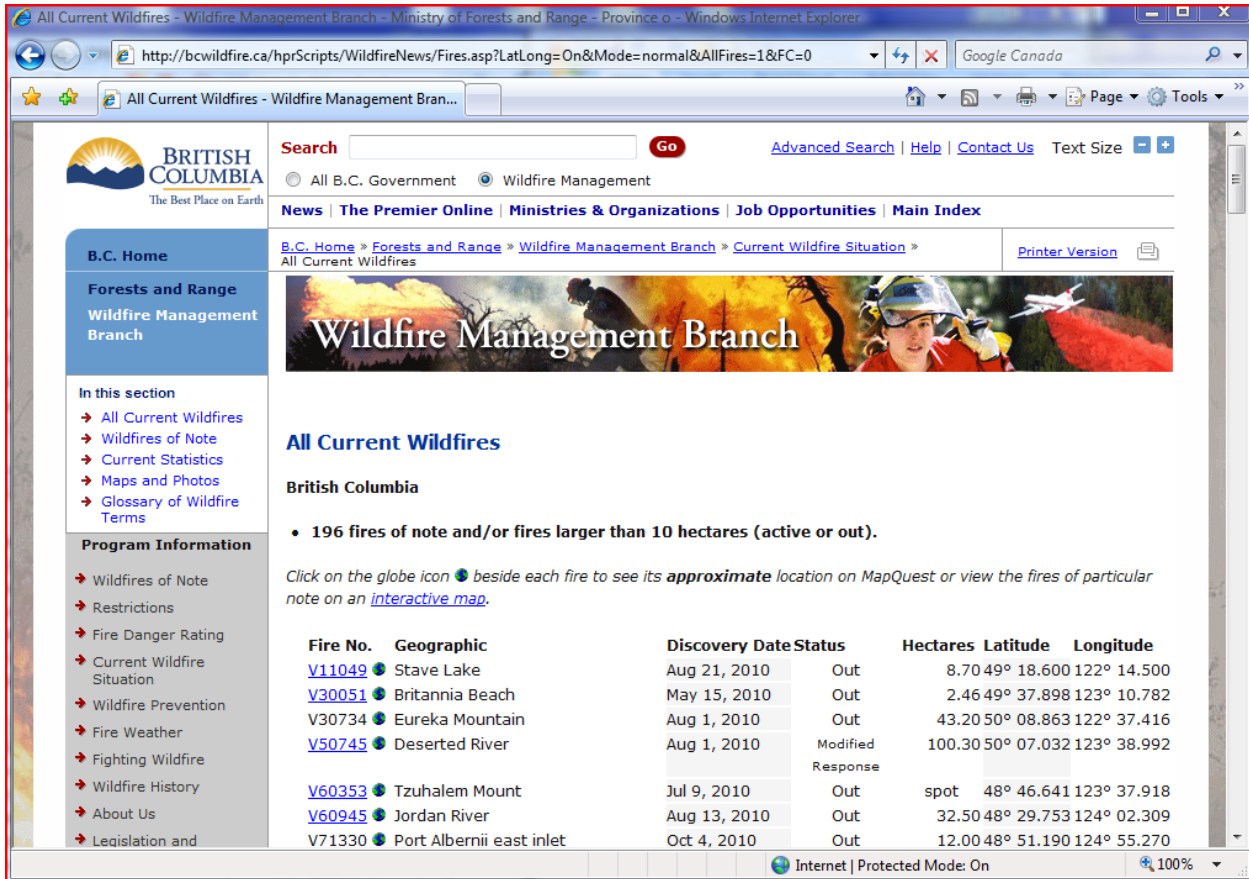 All Current Wildfires - Wildfire Management Branch - Ministry of Forests and Range - Province o - Windows Internet Explorer
http://bcwildfire.ca/hprScripts/WildfireNews/Fires.asp?LatLong=On&Mode=normal&AllFires=1&FC=0
Google Canada
All Current Wildfires - Wildfire Management Bran...
Page
Tools
BRITISH COLUMBIA
The Best Place on Earth
Search
Go
Advanced Search | Help | Contact Us Text Size
All B.C. Government Wildfire Management
News | The Premier Online | Ministries & Organizations | Job Opportunities | Main Index
B.C. Home
Forests and Range
Wildfire Management
Branch
In this section
All Current Wildfires
Wildfires of Note
Current Statistics
Maps and Photos
Glossary of Wildfire
Terms
Program Information
Wildfires of Note
Restrictions
Fire Danger Rating
Current Wildfire
Situation
Wildfire Prevention
Fire Weather
Fighting Wildfire
Wildfire History
About Us
Legislation and
B.C. Home » Forests and Range » Wildfire Management Branch » Current Wildfire Situation »
All Current Wildfires
Printer Version
Wildfire Management Branch
All Current Wildfires
British Columbia
• 196 fires of note and/or fires larger than 10 hectares (active or out).
Click on the globe icon beside each fire to see its approximate location on MapQuest or view the fires of particular
note on an interactive map.
Fire No. Geographic Discovery Date Status Hectares Latitude Longitude
V11049 Stave Lake Aug 21, 2010 Out 8.70 49° 18.600 122° 14.500
V30051 Britannia Beach May 15, 2010 Out 2.46 49° 37.898 123° 10.782
V30734 Eureka Mountain Aug 1, 2010 Out 43.20 50° 08.863 122° 37.416
V50745 Deserted River Aug 1, 2010 Modified Response 100.30 50° 07.032 123° 38.992
V60353 Tzuhalem Mount Jul 9, 2010 Out spot 48° 46.641 123° 37.918
V60945 Jordan River Aug 13, 2010 Out 32.50 48° 29.753 124° 02.309
V71330 Port Albernii east inlet Oct 4, 2010 Out 12.00 48° 51.190 124° 55.270
Internet | Protected Mode: On
100%